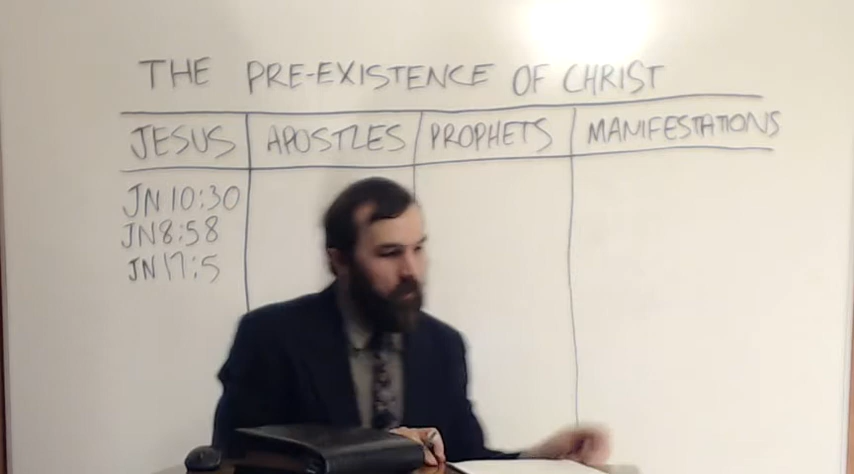 THE PRE-EXISTENCE OF CHRIST
JESUS APOSTLES PROPHETS MANIFESTATIONS
JN 10:30
JN 8:58
JN 17:5